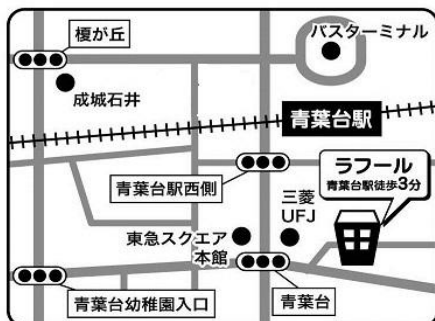 榎が丘
バスターミナル
成城石井
青葉台駅
ラフール
青葉台駅徒歩3分
青葉台駅西側
三菱
UFJ
東急スクエア
本館
青葉台幼稚園入口
青葉台